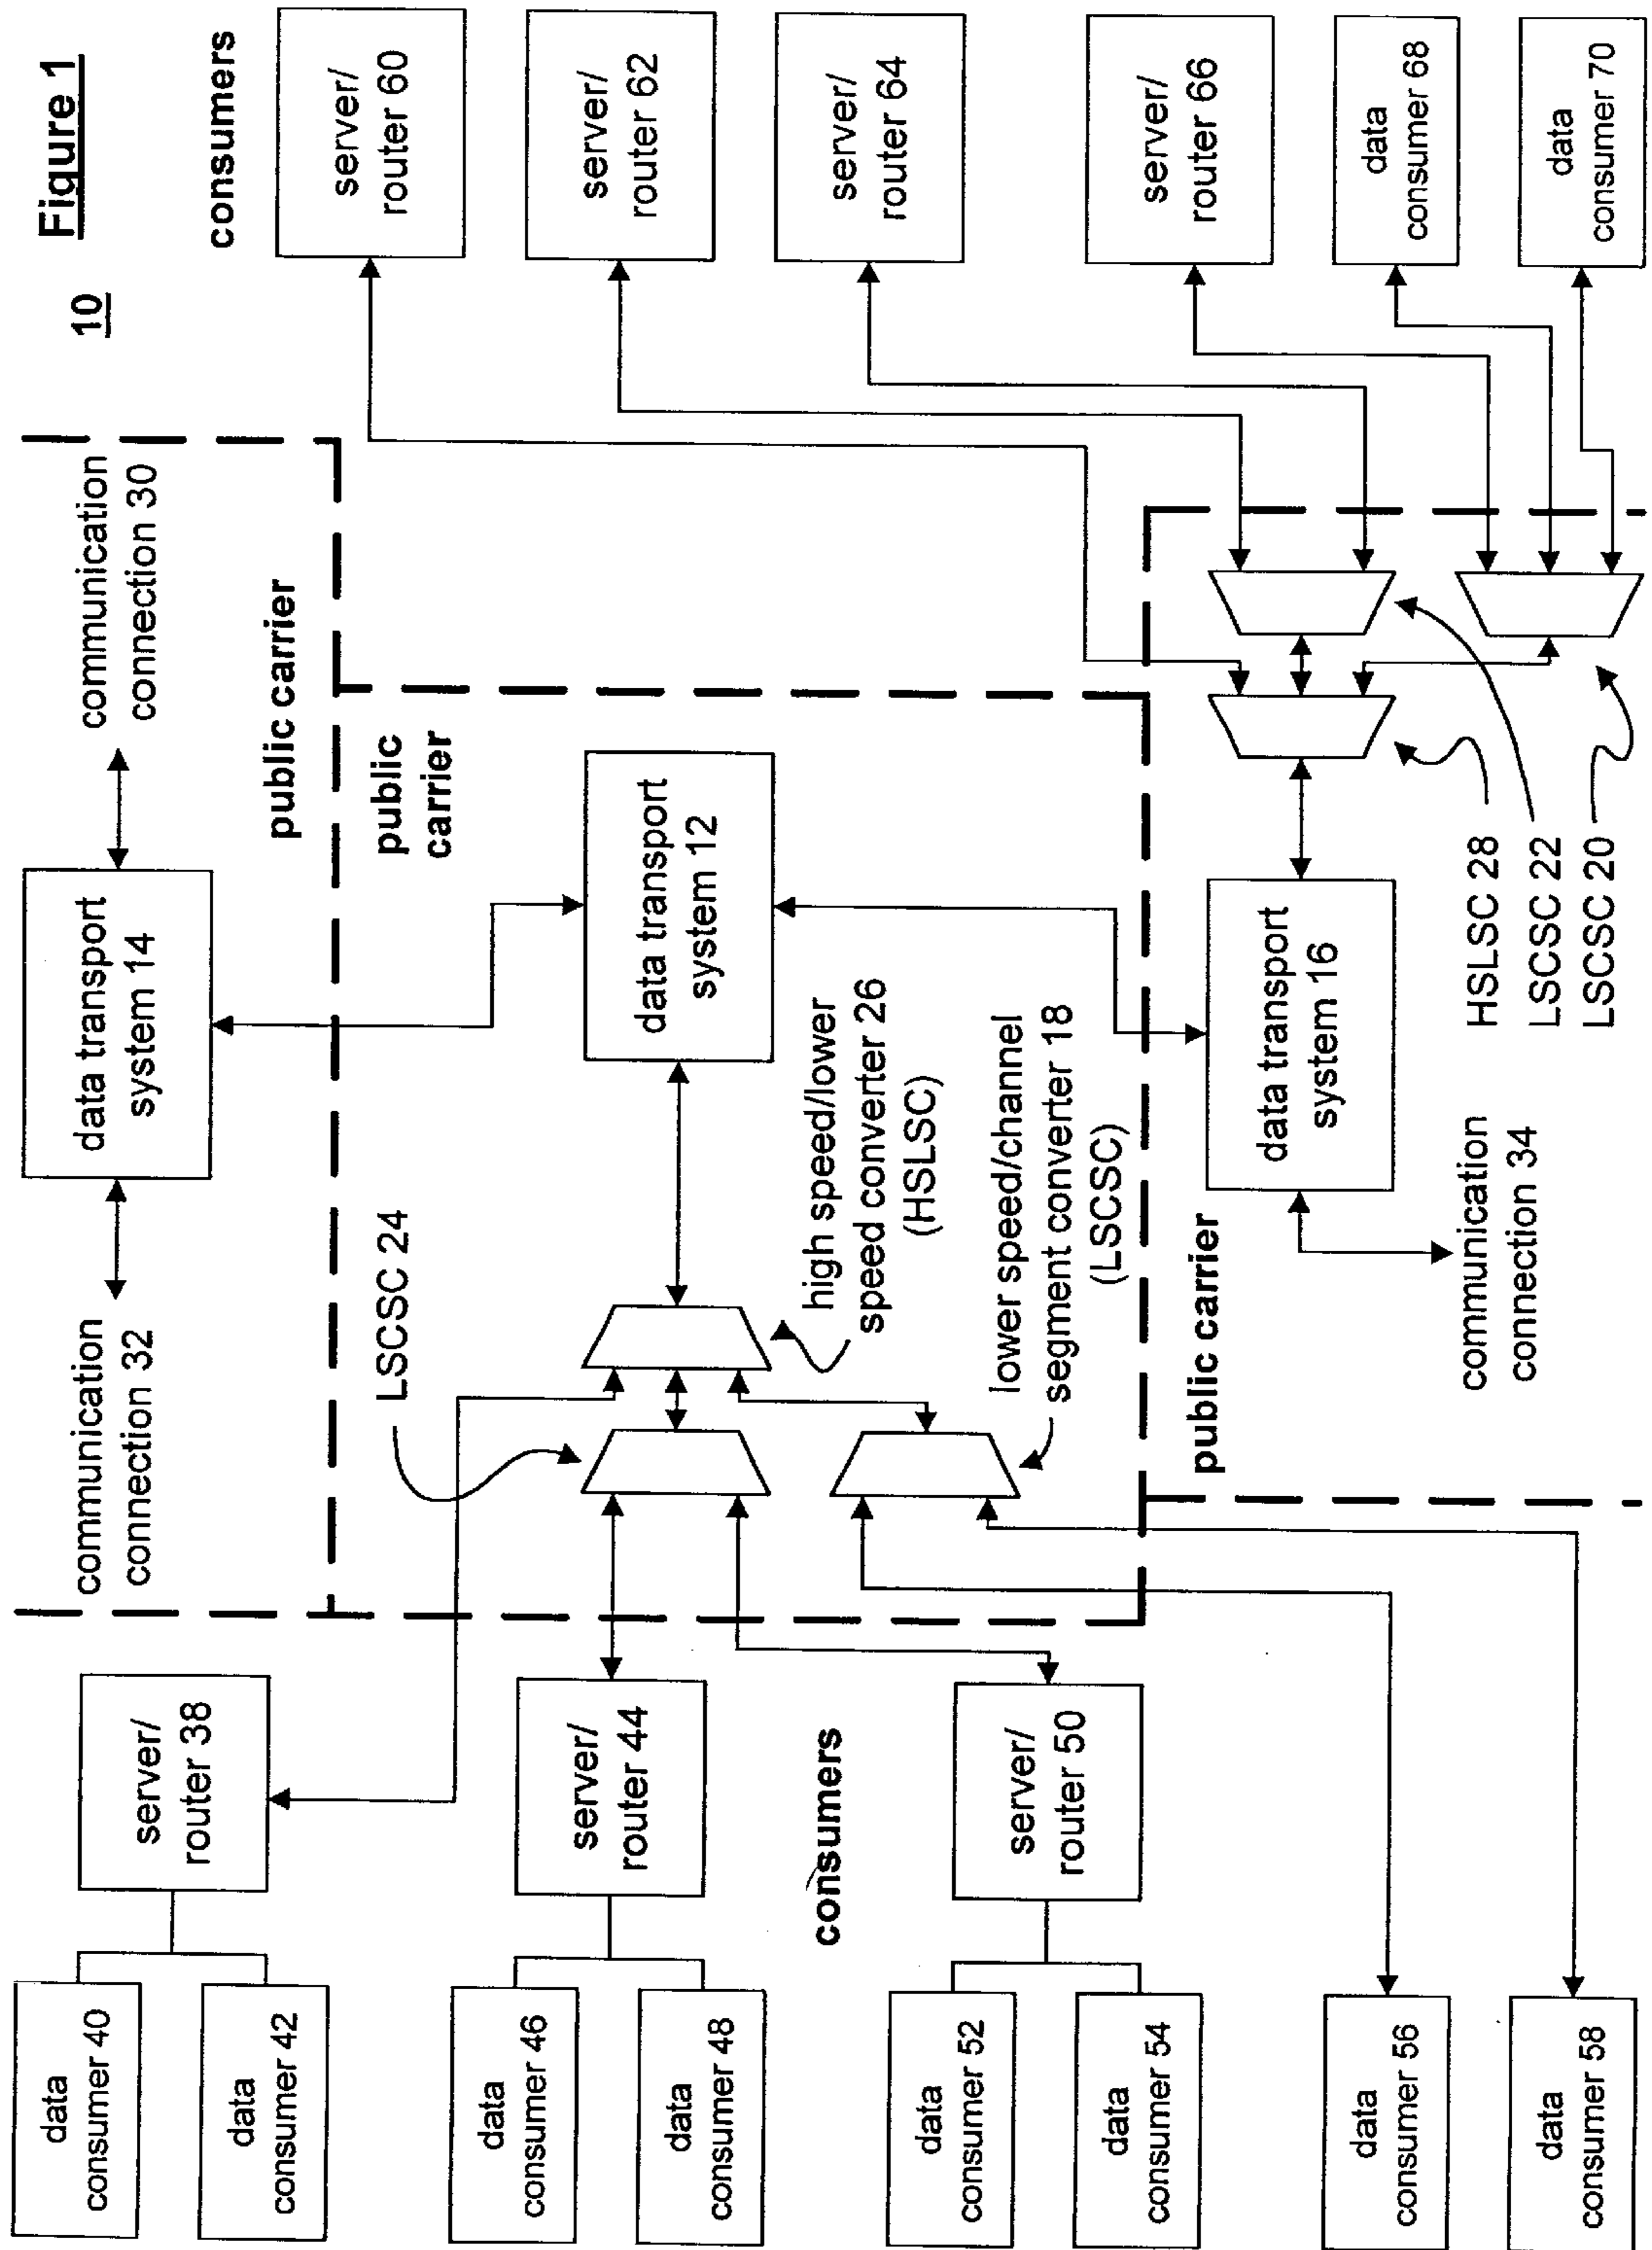 Figure 1
10
consumers
server/
router 60
server/
router 62
server/
router 64
server/
router 66
data
consumer 68
data
consumer 70
communication
connection 30
public carrier
public
carrier
data transport
system 14
data transport
system 12
data transport
system 16
HSLSC 28
LSCSC 22
LSCSC 20
communication
connection 32
LSCSC 24
high speed/lower
speed converter 26
(HSLSC)
lower speed/channel
segment converter 18
(LSCSC)
public carrier
communication
connection 34
server/
router 38
server/
router 44
consumers
server/
router 50
data
consumer 40
data
consumer 42
data
consumer 46
data
consumer 48
data
consumer 52
data
consumer 54
data
consumer 56
data
consumer 58